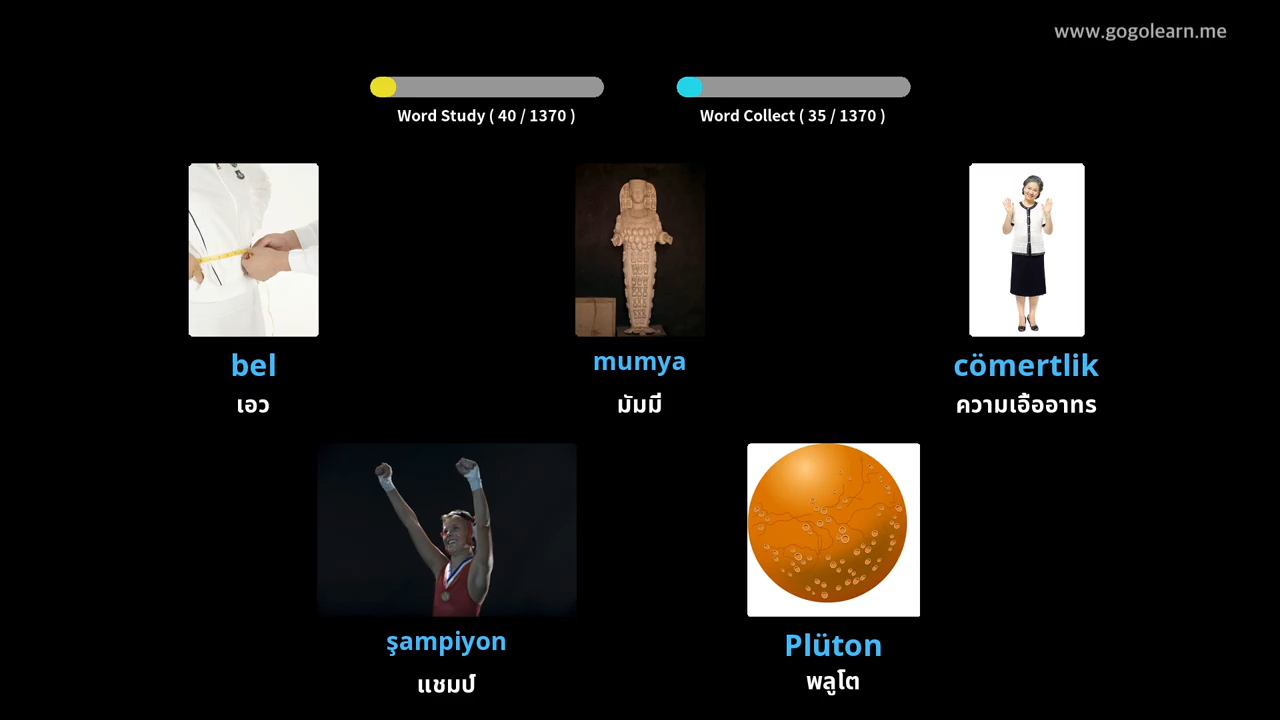 www.gogolearn.me
Word Study ( 40 / 1370 )
Word Collect ( 35 / 1370 )
bel
mumya
cömertlik
เอว
มัมมี่
ความเอื้ออาทร
şampiyon
Plüton
แชมป์
พลูโต